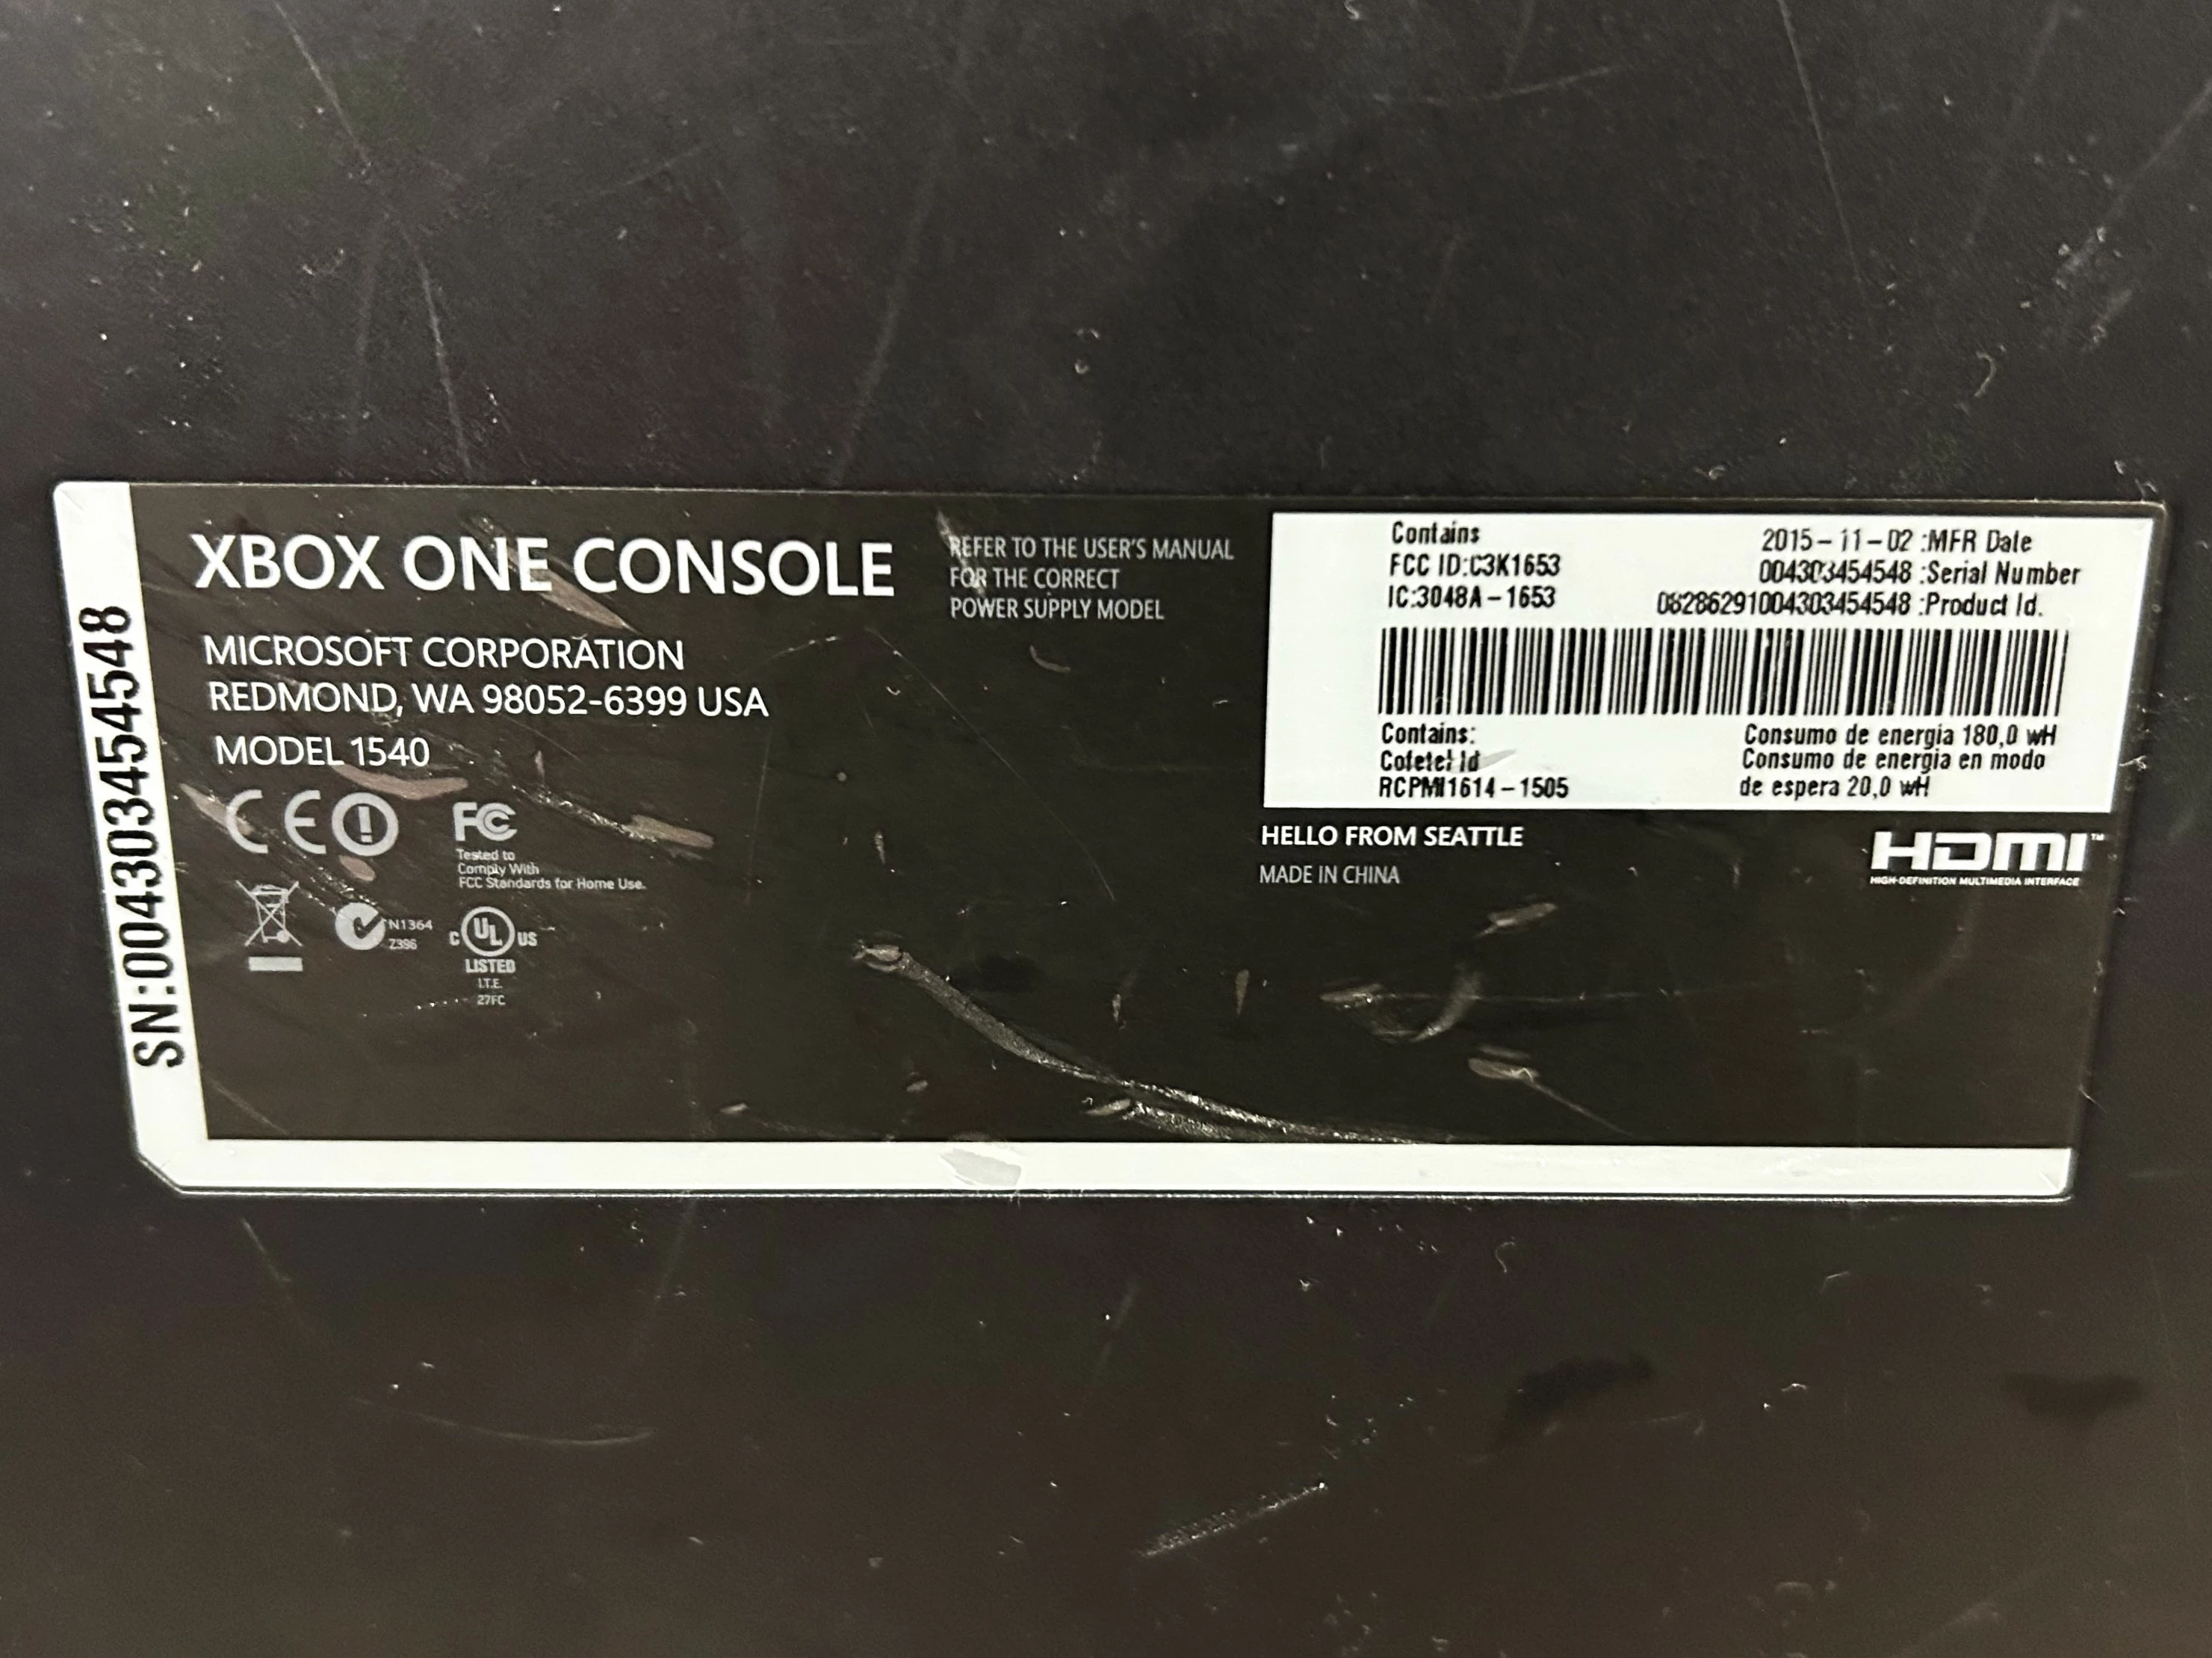 SN:004303454548
XBOX ONE CONSOLE
MICROSOFT CORPORATION
REDMOND, WA 98052-6399 USA
MODEL 1540
CE
FC
Tested to
Comply With
FCC Standards for Home Use.
N1364
Z396
C UL US
LISTED
I.T.E.
27FC
REFER TO THE USER'S MANUAL
FOR THE CORRECT
POWER SUPPLY MODEL
Contains
FCC ID:C3K1653
IC:3048A-1653
2015-11-02 :MFR Date
004303454548 :Serial Number
08286291004303454548 :Product Id.
Contains:
Cofetel Id
RCPMI1614-1505
Consumo de energia 180,0 wH
Consumo de energia en modo
de espera 20,0 wH
HELLO FROM SEATTLE
MADE IN CHINA
HDMI™
HIGH-DEFINITION MULTIMEDIA INTERFACE